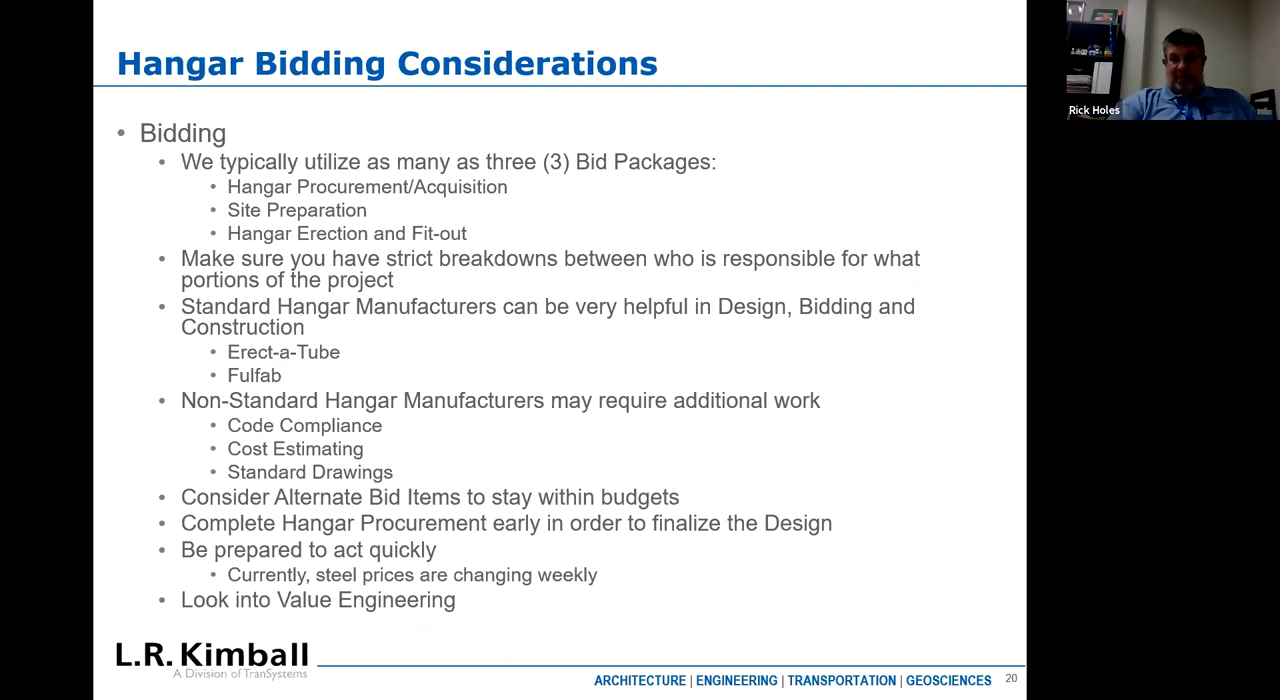 Hangar Bidding Considerations
• Bidding
• We typically utilize as many as three (3) Bid Packages:
• Hangar Procurement/Acquisition
• Site Preparation
• Hangar Erection and Fit-out
• Make sure you have strict breakdowns between who is responsible for what
portions of the project
• Standard Hangar Manufacturers can be very helpful in Design, Bidding and
Construction
• Erect-a-Tube
• Fulfab
• Non-Standard Hangar Manufacturers may require additional work
• Code Compliance
• Cost Estimating
• Standard Drawings
• Consider Alternate Bid Items to stay within budgets
• Complete Hangar Procurement early in order to finalize the Design
• Be prepared to act quickly
• Currently, steel prices are changing weekly
• Look into Value Engineering
L.R. Kimball
A Division of TranSystems
ARCHITECTURE | ENGINEERING | TRANSPORTATION | GEOSCIENCES
20
Rick Holes